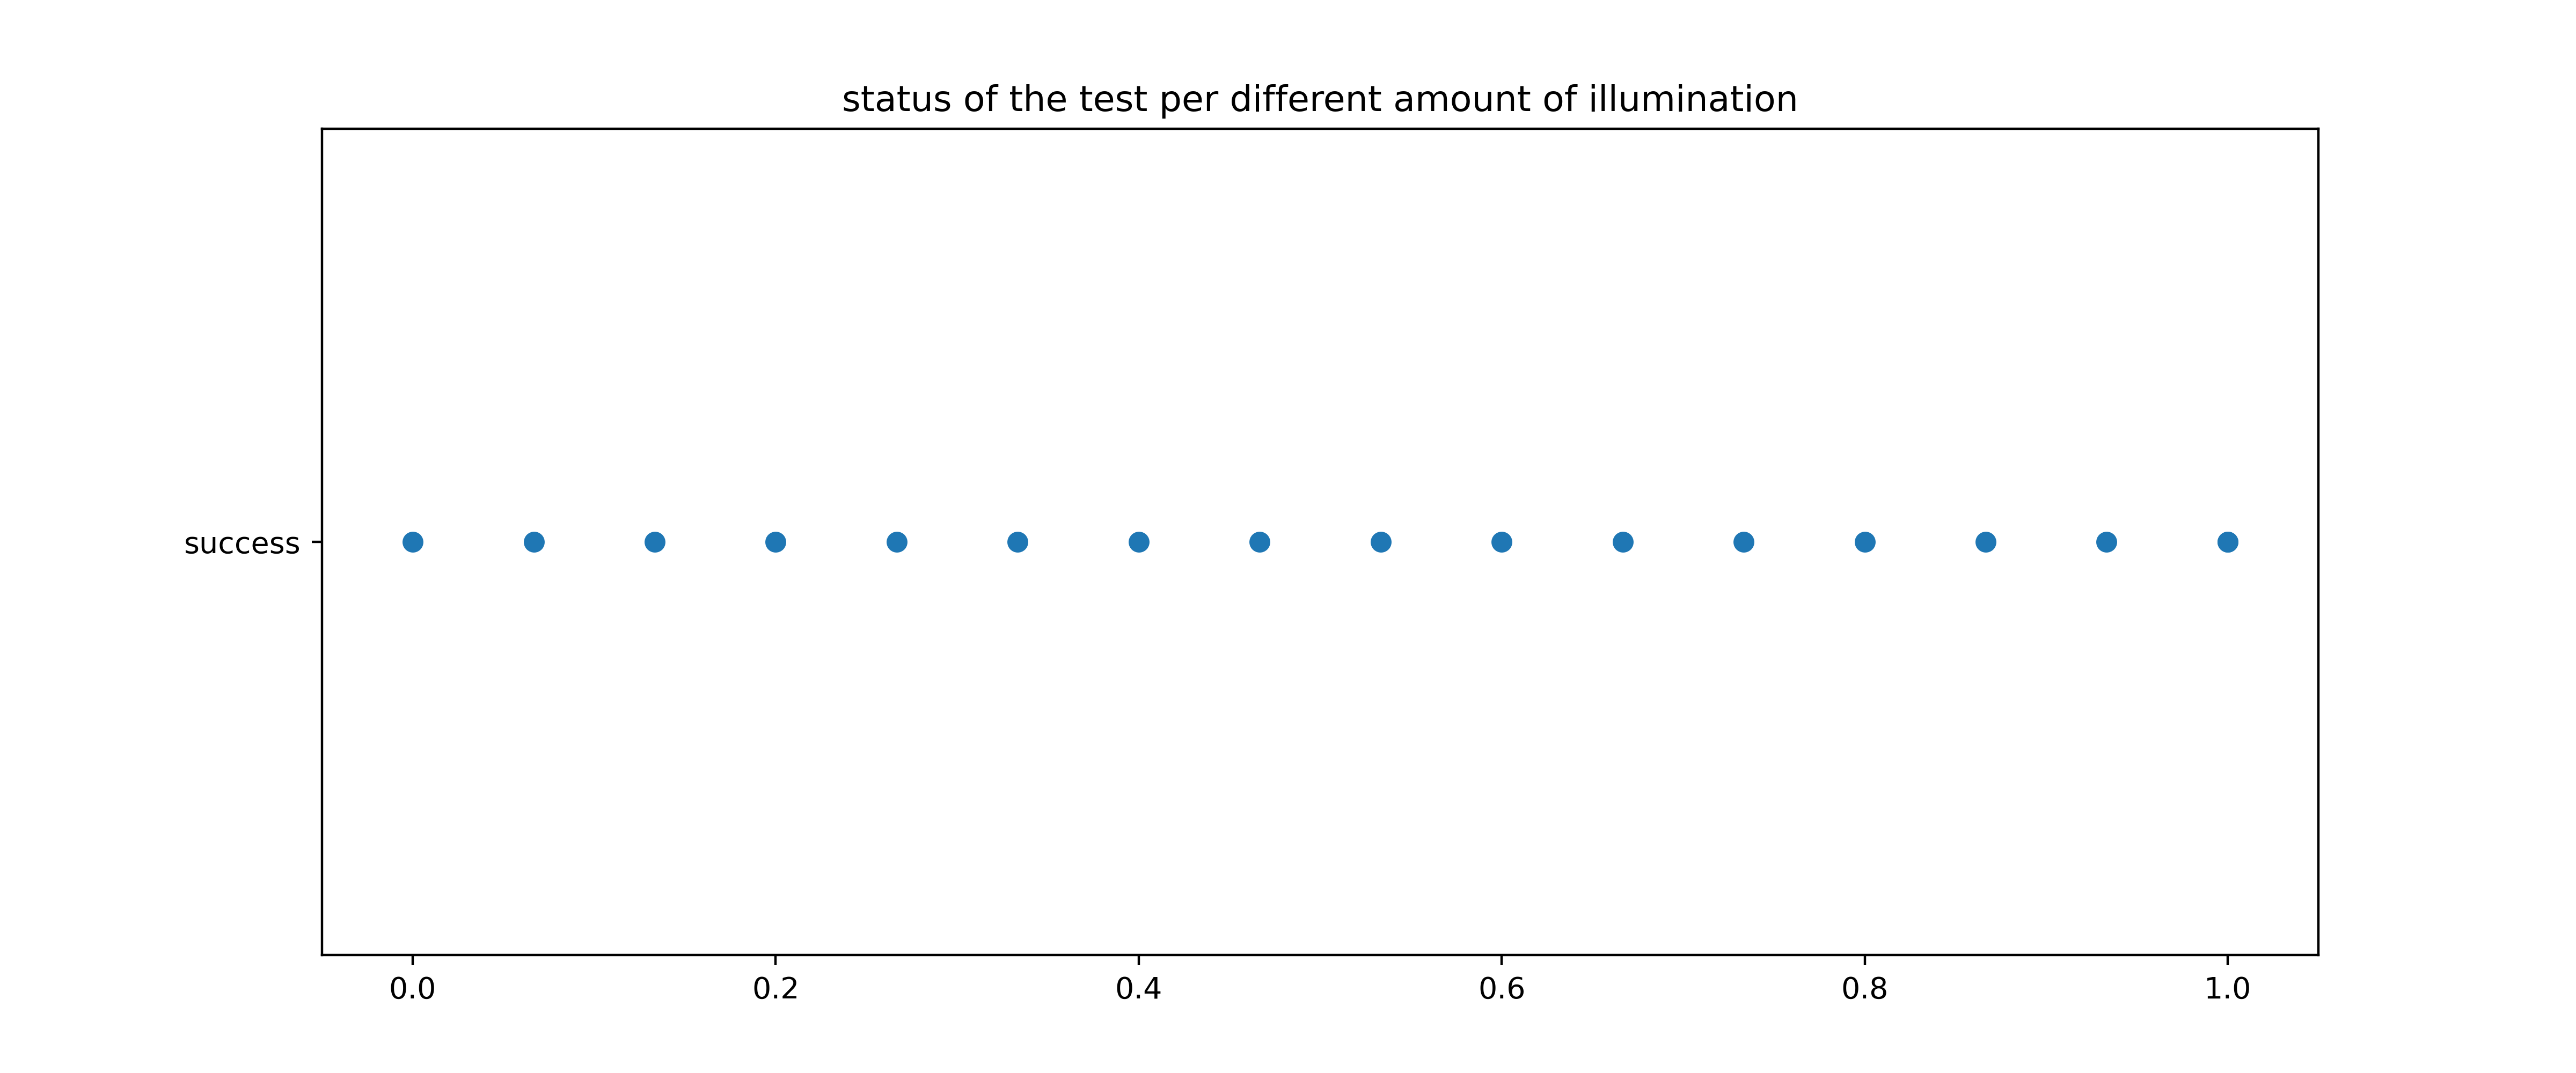 status of the test per different amount of illumination
success
0.0 0.2 0.4 0.6 0.8 1.0